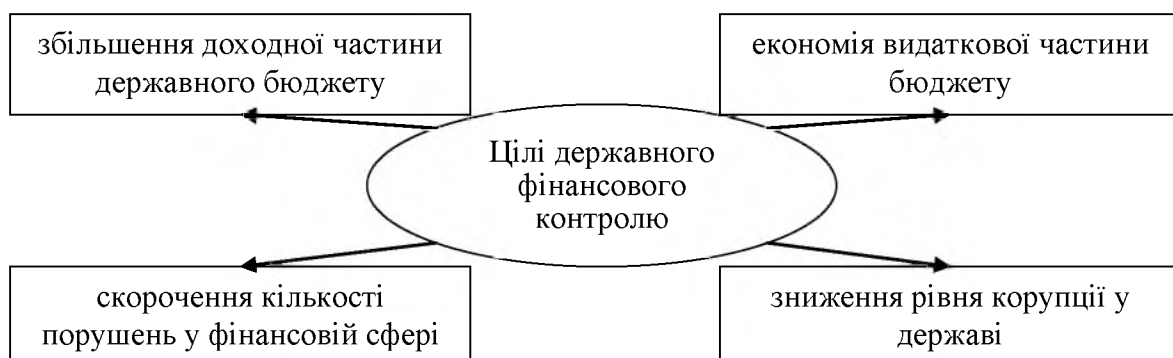 збільшення доходної частини
державного бюджету
економія видаткової частини
бюджету
Цілі державного
фінансового
контролю
скорочення кількості
порушень у фінансовій сфері
зниження рівня корупції у
державі